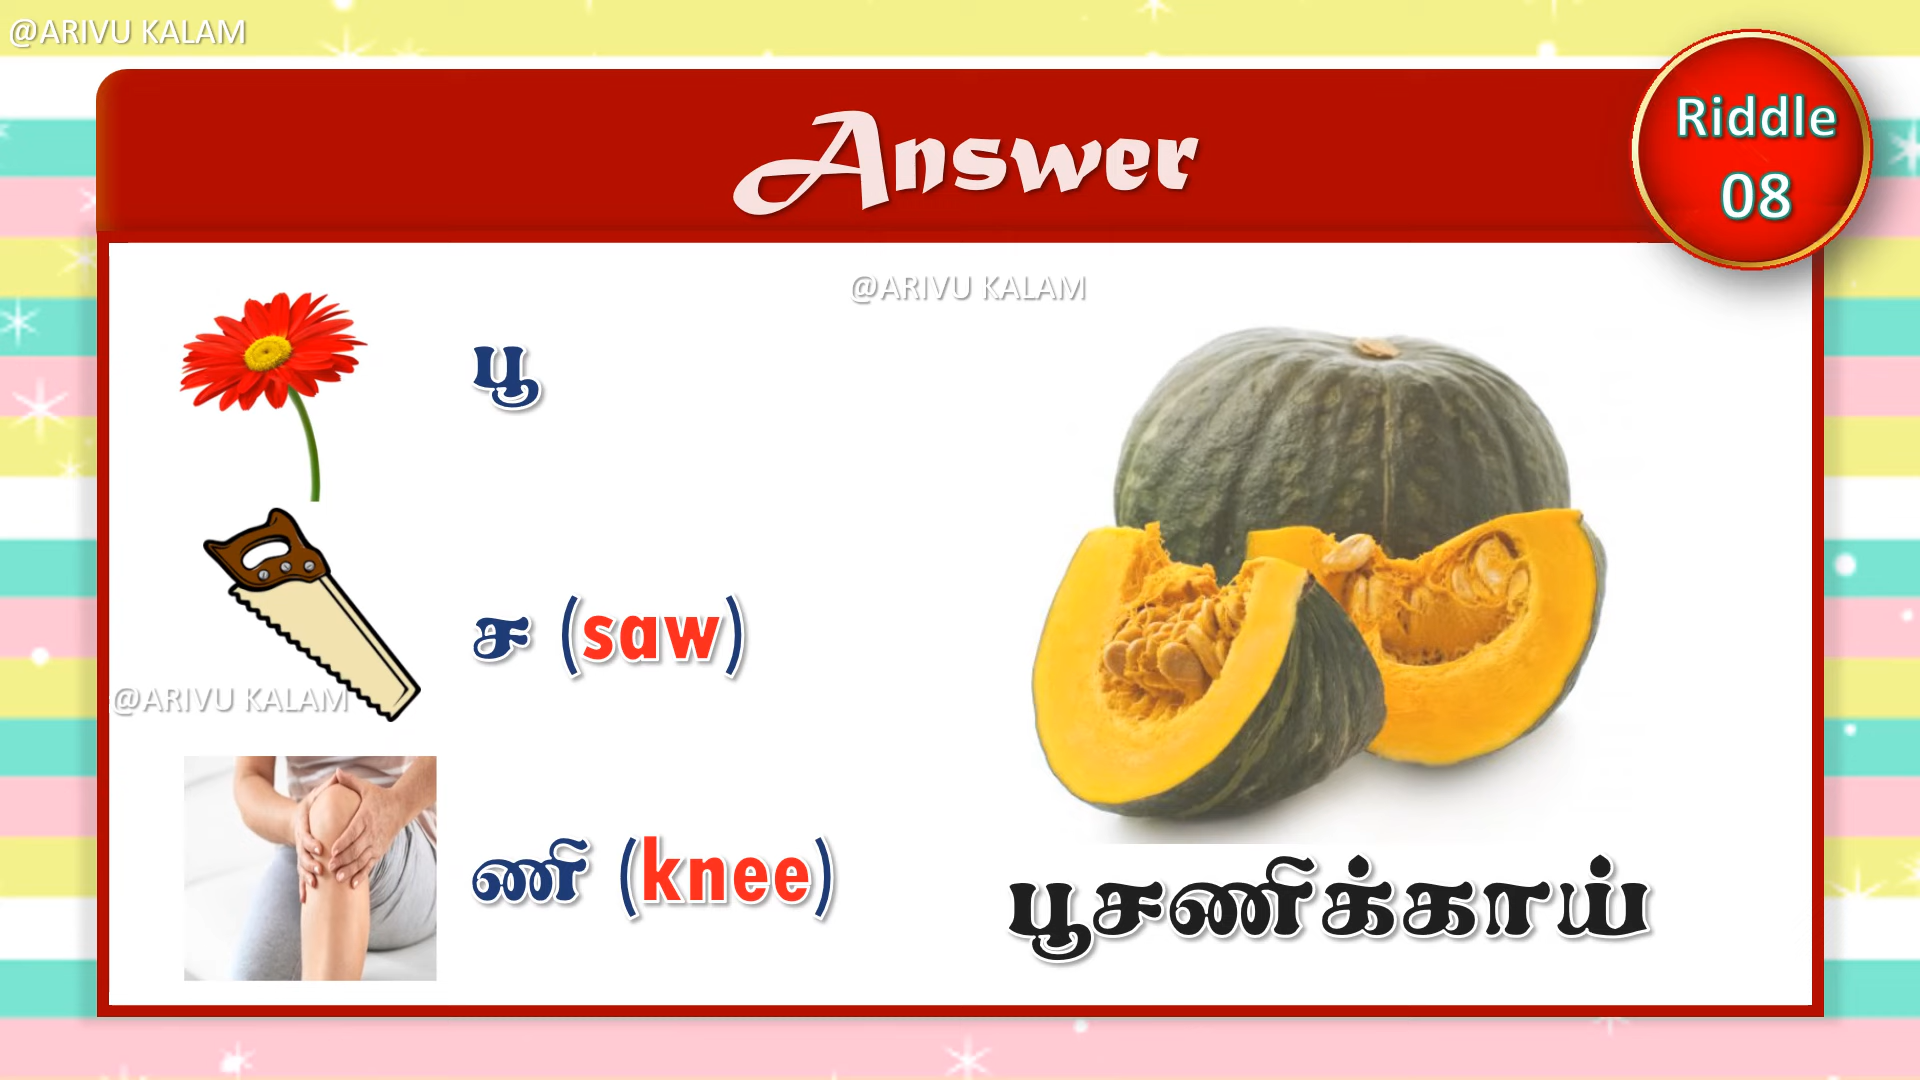 @ARIVU KALAM
Answer
Riddle
08
@ARIVU KALAM
பூ
ச (saw)
@ARIVU KALAM
ணி (knee)
பூசணிக்காய்